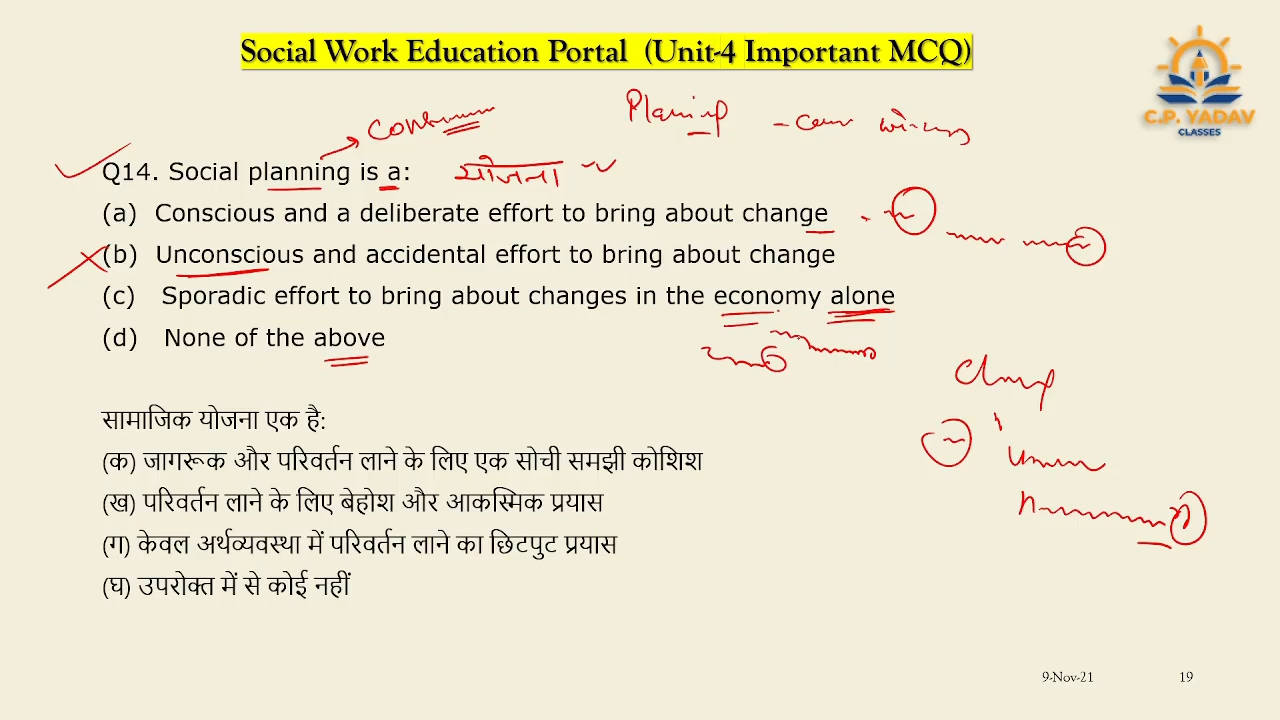 Social Work Education Portal (Unit-4 Important MCQ)
C.P. YADAV
CLASSES
Planing
Q14. Social planning is a: योजना
(a) Conscious and a deliberate effort to bring about change
(b) Unconscious and accidental effort to bring about change
(c) Sporadic effort to bring about changes in the economy alone
(d) None of the above
सामाजिक योजना एक है:
(क) जागरूक और परिवर्तन लाने के लिए एक सोची समझी कोशिश
(ख) परिवर्तन लाने के लिए बेहोश और आकस्मिक प्रयास
(ग) केवल अर्थव्यवस्था में परिवर्तन लाने का छिटपुट प्रयास
(घ) उपरोक्त में से कोई नहीं
9-Nov-21 19